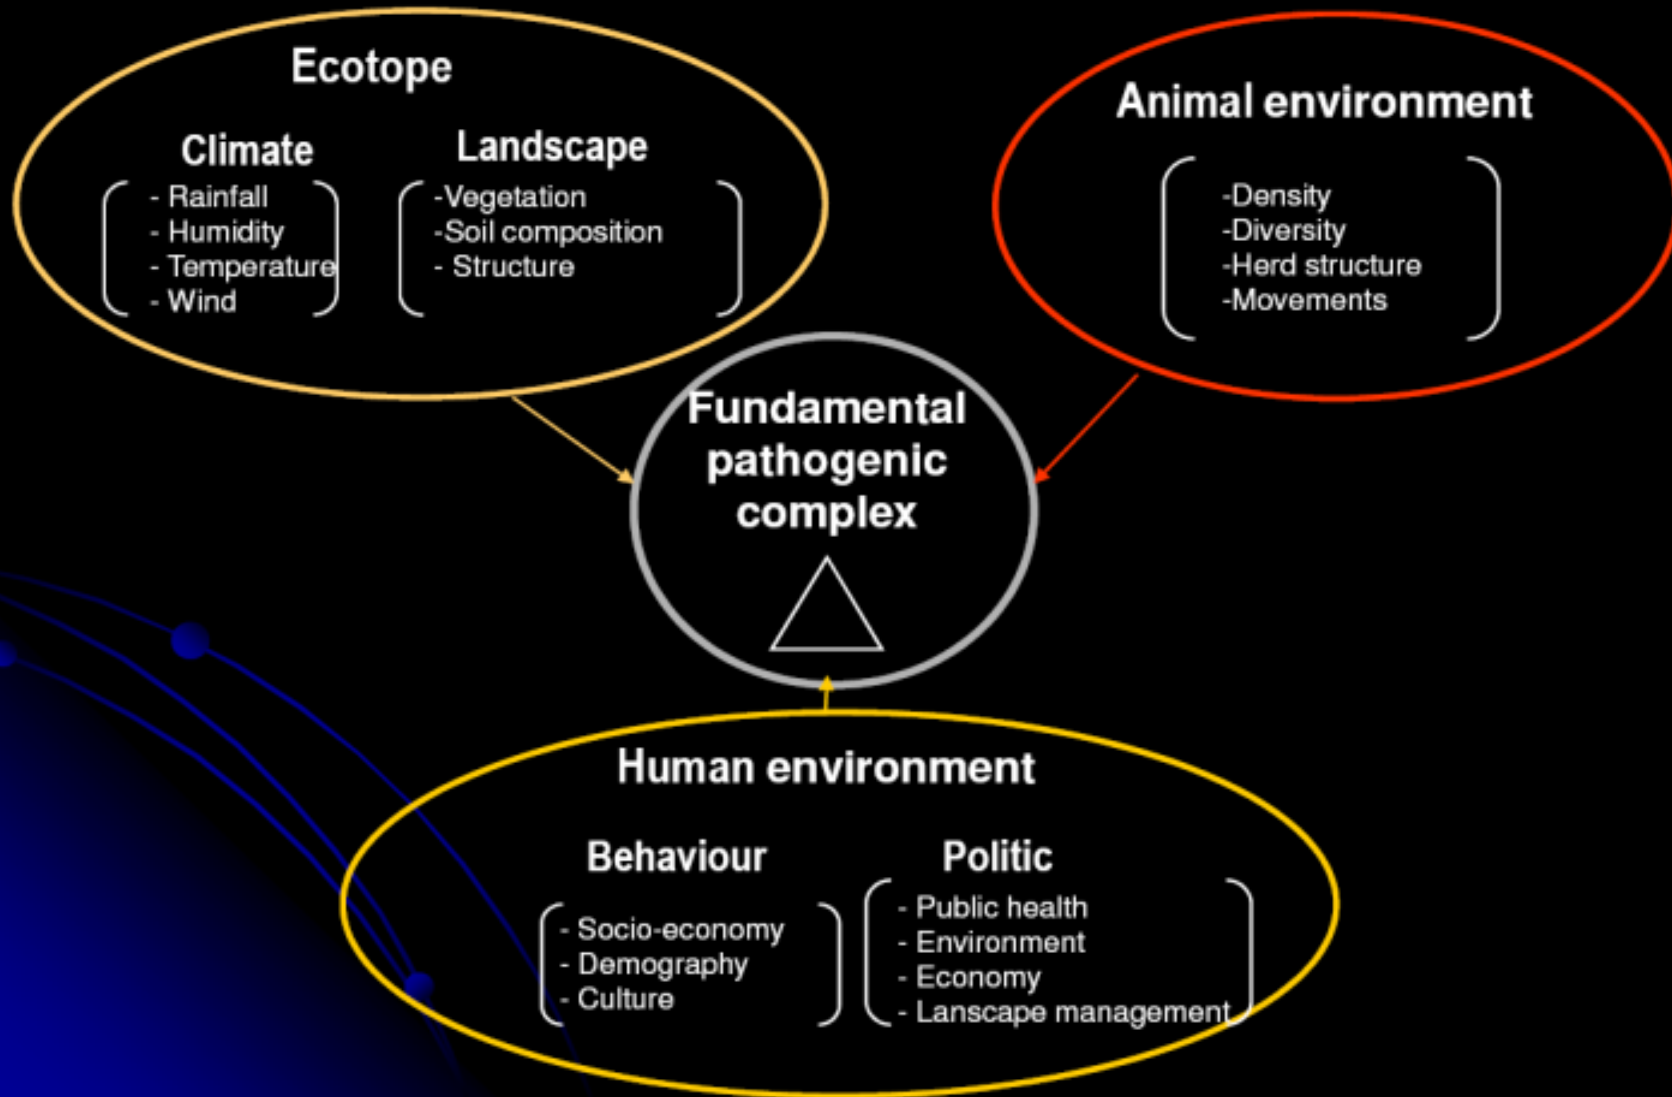 Ecotope
Climate
- Rainfall
- Humidity
- Temperature
- Wind
Landscape
-Vegetation
-Soil composition
- Structure
Animal environment
-Density
-Diversity
-Herd structure
-Movements
Fundamental
pathogenic
complex
Human environment
Behaviour
- Socio-economy
- Demography
- Culture
Politic
- Public health
- Environment
- Economy
- Lanscape management